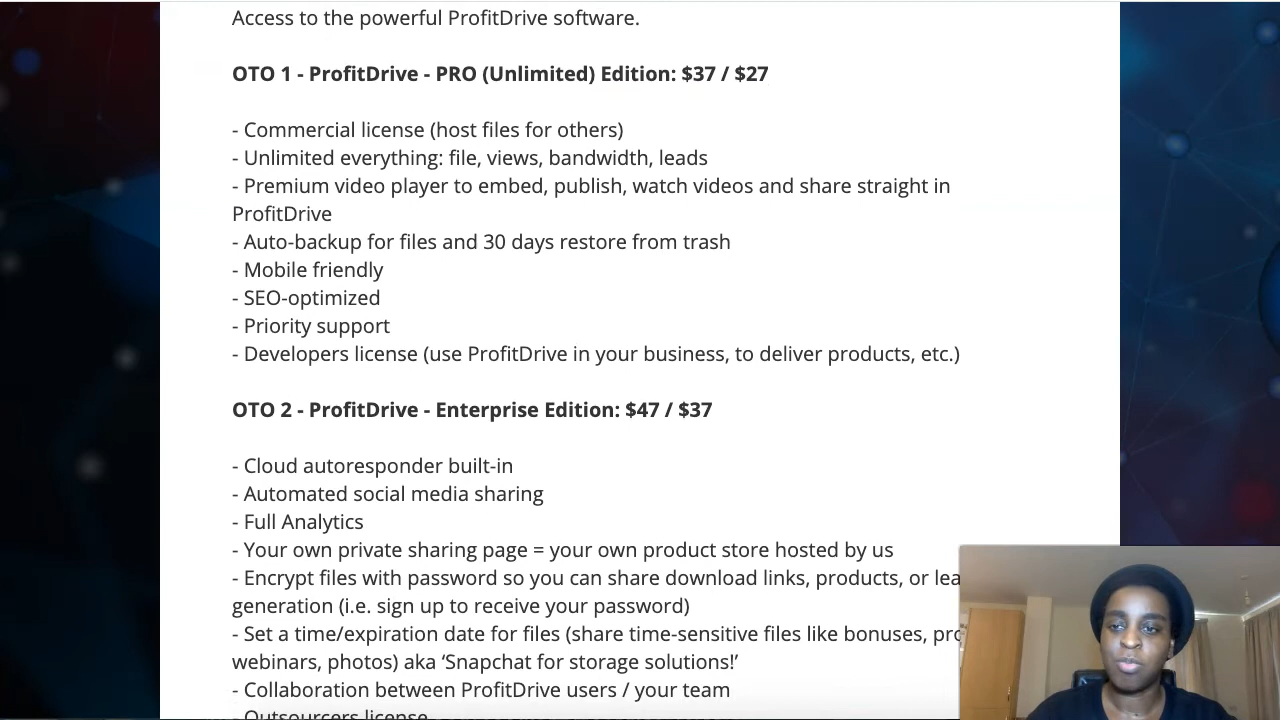 Access to the powerful ProfitDrive software.
OTO 1 - ProfitDrive - PRO (Unlimited) Edition: $37 / $27
- Commercial license (host files for others)
- Unlimited everything: file, views, bandwidth, leads
- Premium video player to embed, publish, watch videos and share straight in
ProfitDrive
- Auto-backup for files and 30 days restore from trash
- Mobile friendly
- SEO-optimized
- Priority support
- Developers license (use ProfitDrive in your business, to deliver products, etc.)
OTO 2 - ProfitDrive - Enterprise Edition: $47 / $37
- Cloud autoresponder built-in
- Automated social media sharing
- Full Analytics
- Your own private sharing page = your own product store hosted by us
- Encrypt files with password so you can share download links, products, or
generation (i.e. sign up to receive your password)
- Set a time/expiration date for files (share time-sensitive files like bonuses,
webinars, photos) aka ‘Snapchat for storage solutions!’
- Collaboration between ProfitDrive users / your team
- Outsourcers license